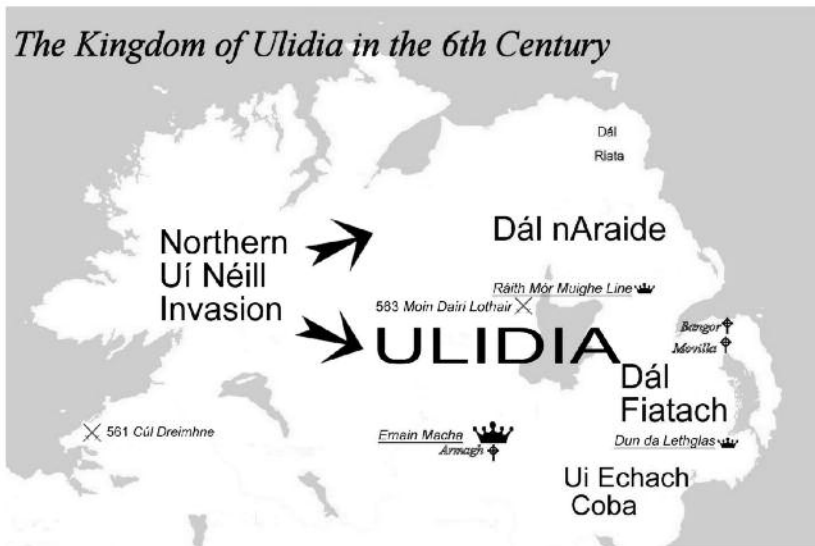 The Kingdom of Ulidia in the 6th Century
Dál
Riata
Dál nAraide
Northern
Uí Néill
Invasion
Ráith Mór Muighe Line
563 Moin Dairi Lothair
ULIDIA
Bangor
Movilla
Dál
Fiatach
561 Cúl Dreimhne
Emain Macha
Armagh
Dun da Lethglas
Ui Echach
Coba